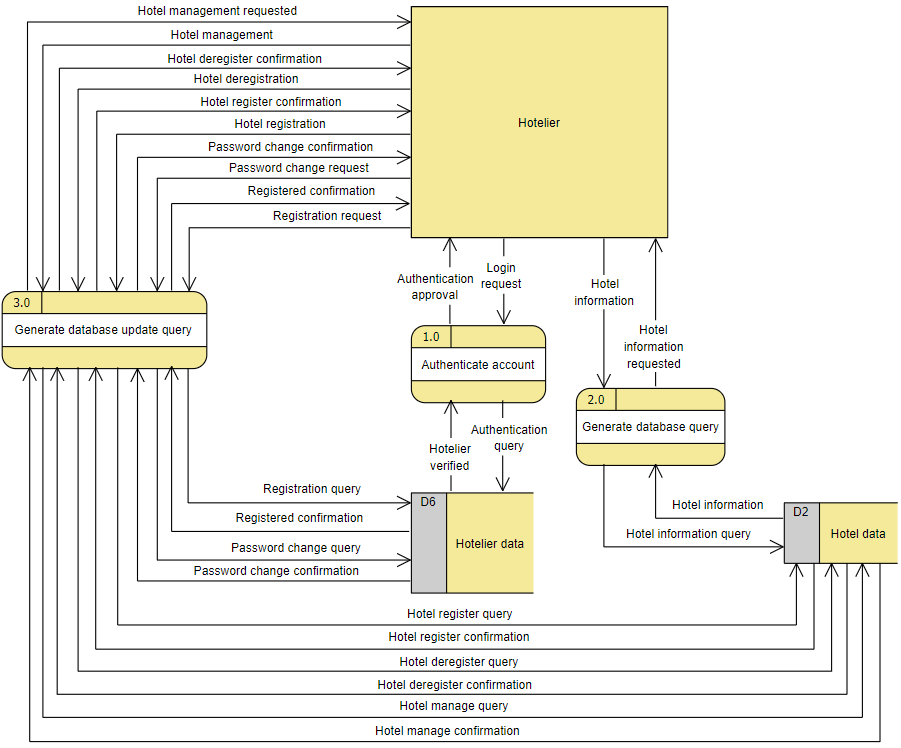 Hotel management requested
Hotel management
Hotel deregister confirmation
Hotel deregistration
Hotel register confirmation
Hotel registration
Password change confirmation
Password change request
Registered confirmation
Registration request
Hotelier
Authentication
approval
Login
request
Hotel
information
Hotel
information
requested
3.0
Generate database update query
1.0
Authenticate account
2.0
Generate database query
Hotelier
verified
Authentication
query
Registration query
Registered confirmation
Password change query
Password change confirmation
D6
Hotelier data
Hotel information
Hotel information query
D2
Hotel data
Hotel register query
Hotel register confirmation
Hotel deregister query
Hotel deregister confirmation
Hotel manage query
Hotel manage confirmation